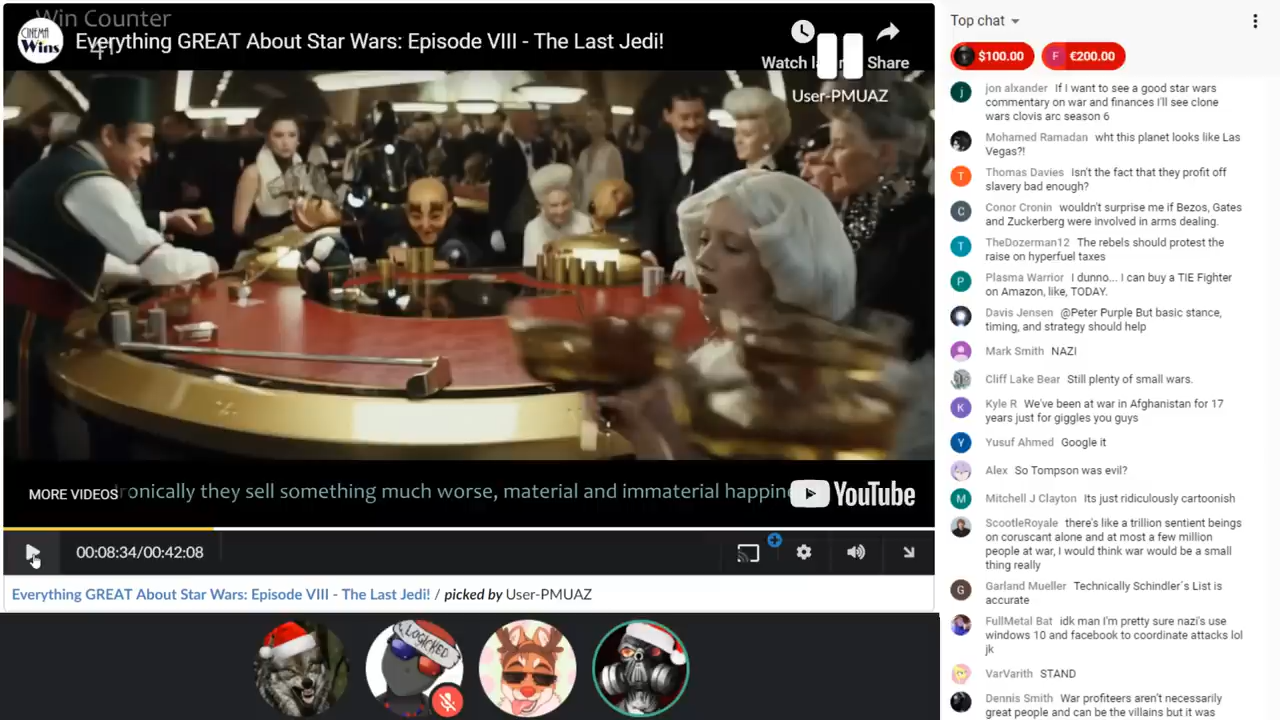 Win Counter
41
CINEMA
Wins
Everything GREAT About Star Wars: Episode VIII - The Last Jedi!
Watch la
Share
User-PMUAZ
MORE VIDEOS
ronically they sell something much worse, material and immaterial happin
YouTube
00:08:34/00:42:08
Everything GREAT About Star Wars: Episode VIII - The Last Jedi! / picked by User-PMUAZ
LOGICKED
Top chat
$100.00
F €200.00
j jon alxander If I want to see a good star wars
commentary on war and finances I'll see clone
wars clovis arc season 6
Mohamed Ramadan wht this planet looks like Las
Vegas?!
T Thomas Davies Isn't the fact that they profit off
slavery bad enough?
C Conor Cronin wouldn't surprise me if Bezos, Gates
and Zuckerberg were involved in arms dealing.
T TheDozerman12 The rebels should protest the
raise on hyperfuel taxes
P Plasma Warrior I dunno... I can buy a TIE Fighter
on Amazon, like, TODAY.
Davis Jensen @Peter Purple But basic stance,
timing, and strategy should help
Mark Smith NAZI
Cliff Lake Bear Still plenty of small wars.
K Kyle R We've been at war in Afghanistan for 17
years just for giggles you guys
Y Yusuf Ahmed Google it
Alex So Tompson was evil?
M Mitchell J Clayton Its just ridiculously cartoonish
ScootleRoyale there's like a trillion sentient beings
on coruscant alone and at most a few million
people at war, I would think war would be a small
thing really
G Garland Mueller Technically Schindler´s List is
accurate
FullMetal Bat idk man I'm pretty sure nazi's use
windows 10 and facebook to coordinate attacks lol
jk
VarVarith STAND
Dennis Smith War profiteers aren't necessarily
great people and can be the villains but it was